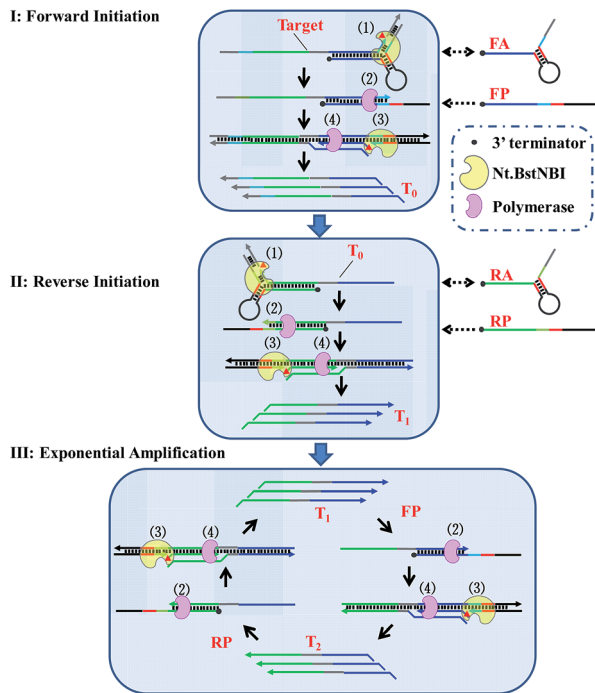 I: Forward Initiation
Target
(1)
FA
(2)
FP
(4)
(3)
3’ terminator
Nt.BstNBI
Polymerase
T0
(1)
T0
II: Reverse Initiation
RA
(2)
RP
(3)
(4)
T1
III: Exponential Amplification
T1
FP
(3)
(4)
(2)
(2)
(4)
(3)
RP
T2